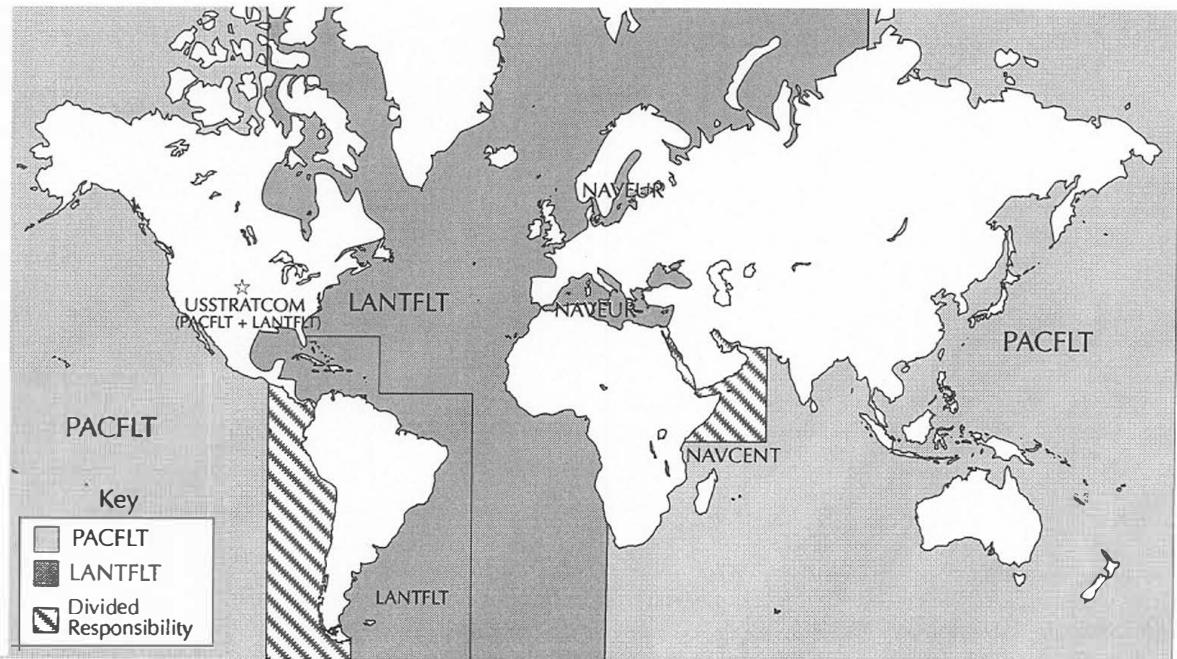 NAVEUR
USSTRATCOM
(PACFLT + LANTFLT)
LANTFLT
NAVEUR
PACFLT
PACFLT
NAVCENT
LANTFLT
Key
PACFLT
LANTFLT
Divided
Responsibility